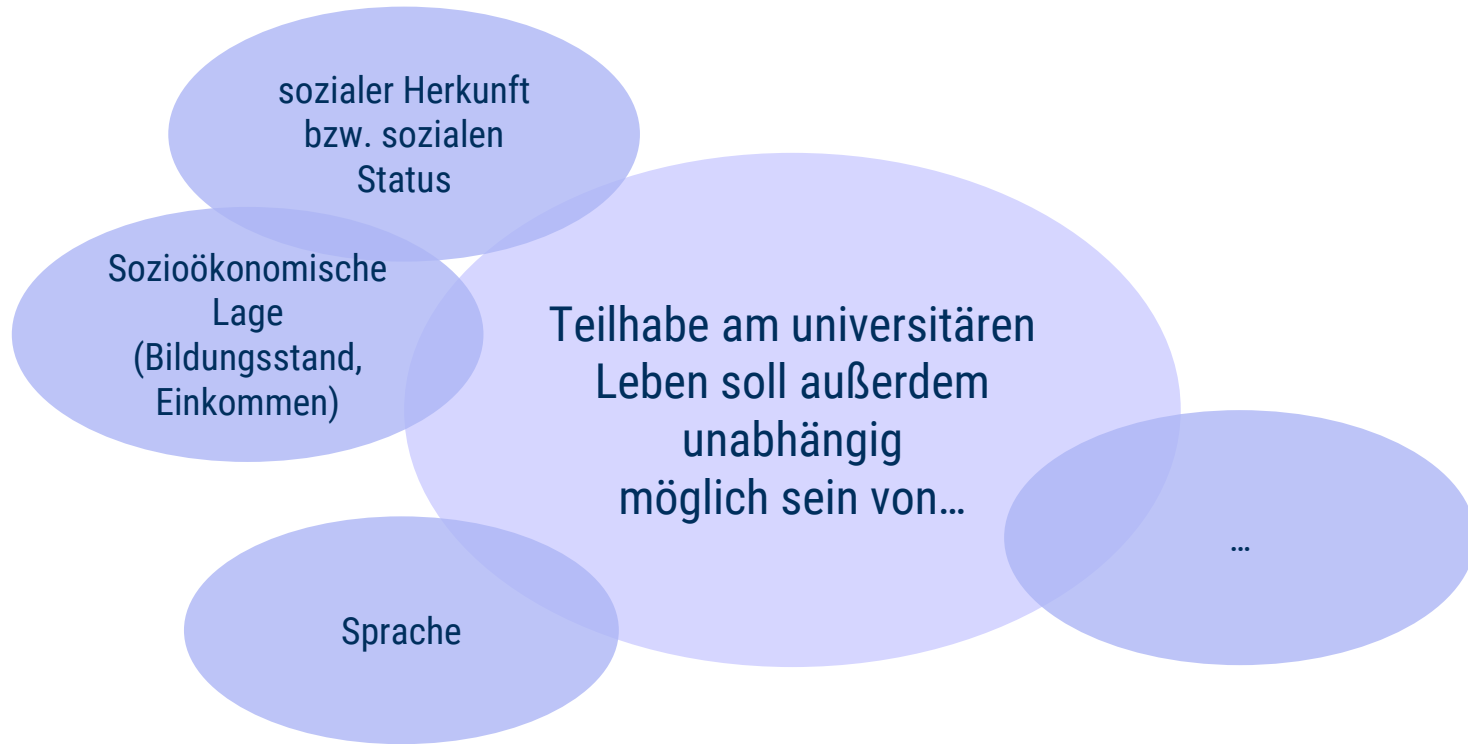 sozialer Herkunft
bzw. sozialen
Status
Sozioökonomische
Lage
(Bildungsstand,
Einkommen)
Teilhabe am universitären
Leben soll außerdem
unabhängig
möglich sein von…
…
Sprache